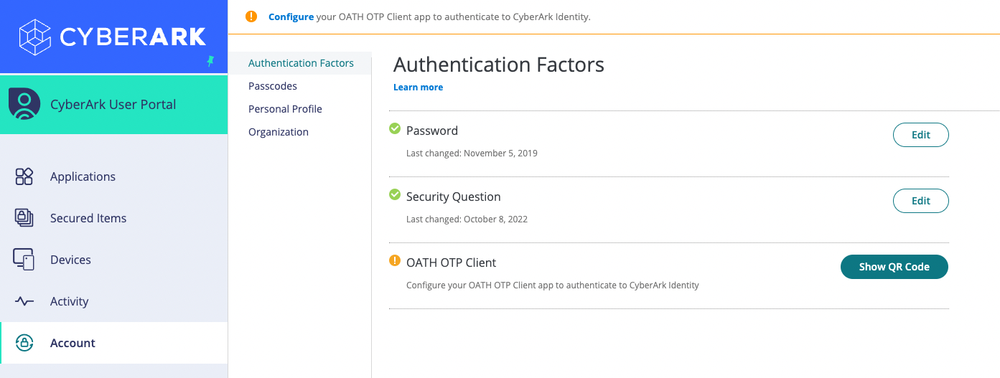 CYBERARK
CyberArk User Portal
Applications
Secured Items
Devices
Activity
Account
Configure your OATH OTP Client app to authenticate to CyberArk Identity.
Authentication Factors
Passcodes
Personal Profile
Organization
Authentication Factors
Learn more
Password
Edit
Last changed: November 5, 2019
Security Question
Edit
Last changed: October 8, 2022
OATH OTP Client
Show QR Code
Configure your OATH OTP Client app to authenticate to CyberArk Identity